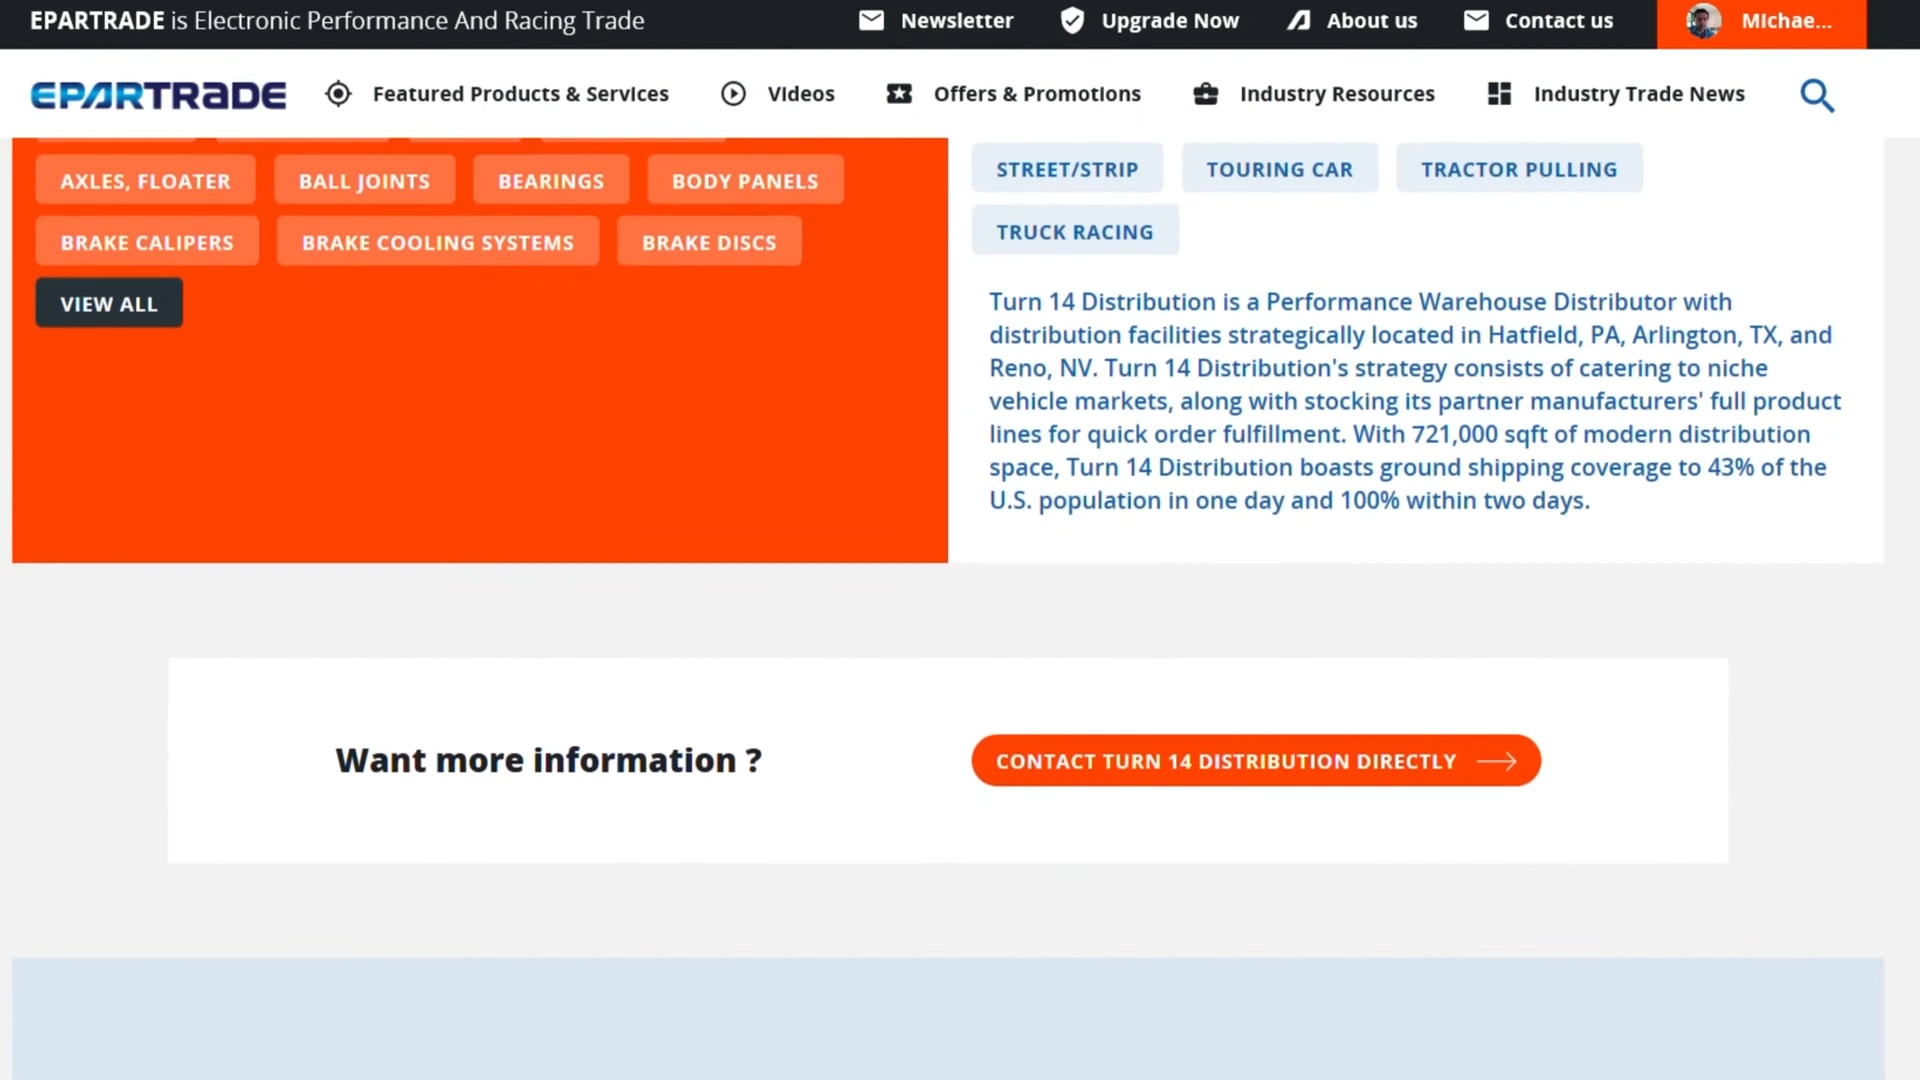 EPARTRADE is Electronic Performance And Racing Trade
Newsletter
Upgrade Now
About us
Contact us
MIchae...
EPARTRADE
Featured Products & Services
Videos
Offers & Promotions
Industry Resources
Industry Trade News
AXLES, FLOATER
BALL JOINTS
BEARINGS
BODY PANELS
BRAKE CALIPERS
BRAKE COOLING SYSTEMS
BRAKE DISCS
VIEW ALL
STREET/STRIP
TOURING CAR
TRACTOR PULLING
TRUCK RACING
Turn 14 Distribution is a Performance Warehouse Distributor with
distribution facilities strategically located in Hatfield, PA, Arlington, TX, and
Reno, NV. Turn 14 Distribution's strategy consists of catering to niche
vehicle markets, along with stocking its partner manufacturers' full product
lines for quick order fulfillment. With 721,000 sqft of modern distribution
space, Turn 14 Distribution boasts ground shipping coverage to 43% of the
U.S. population in one day and 100% within two days.
Want more information ?
CONTACT TURN 14 DISTRIBUTION DIRECTLY